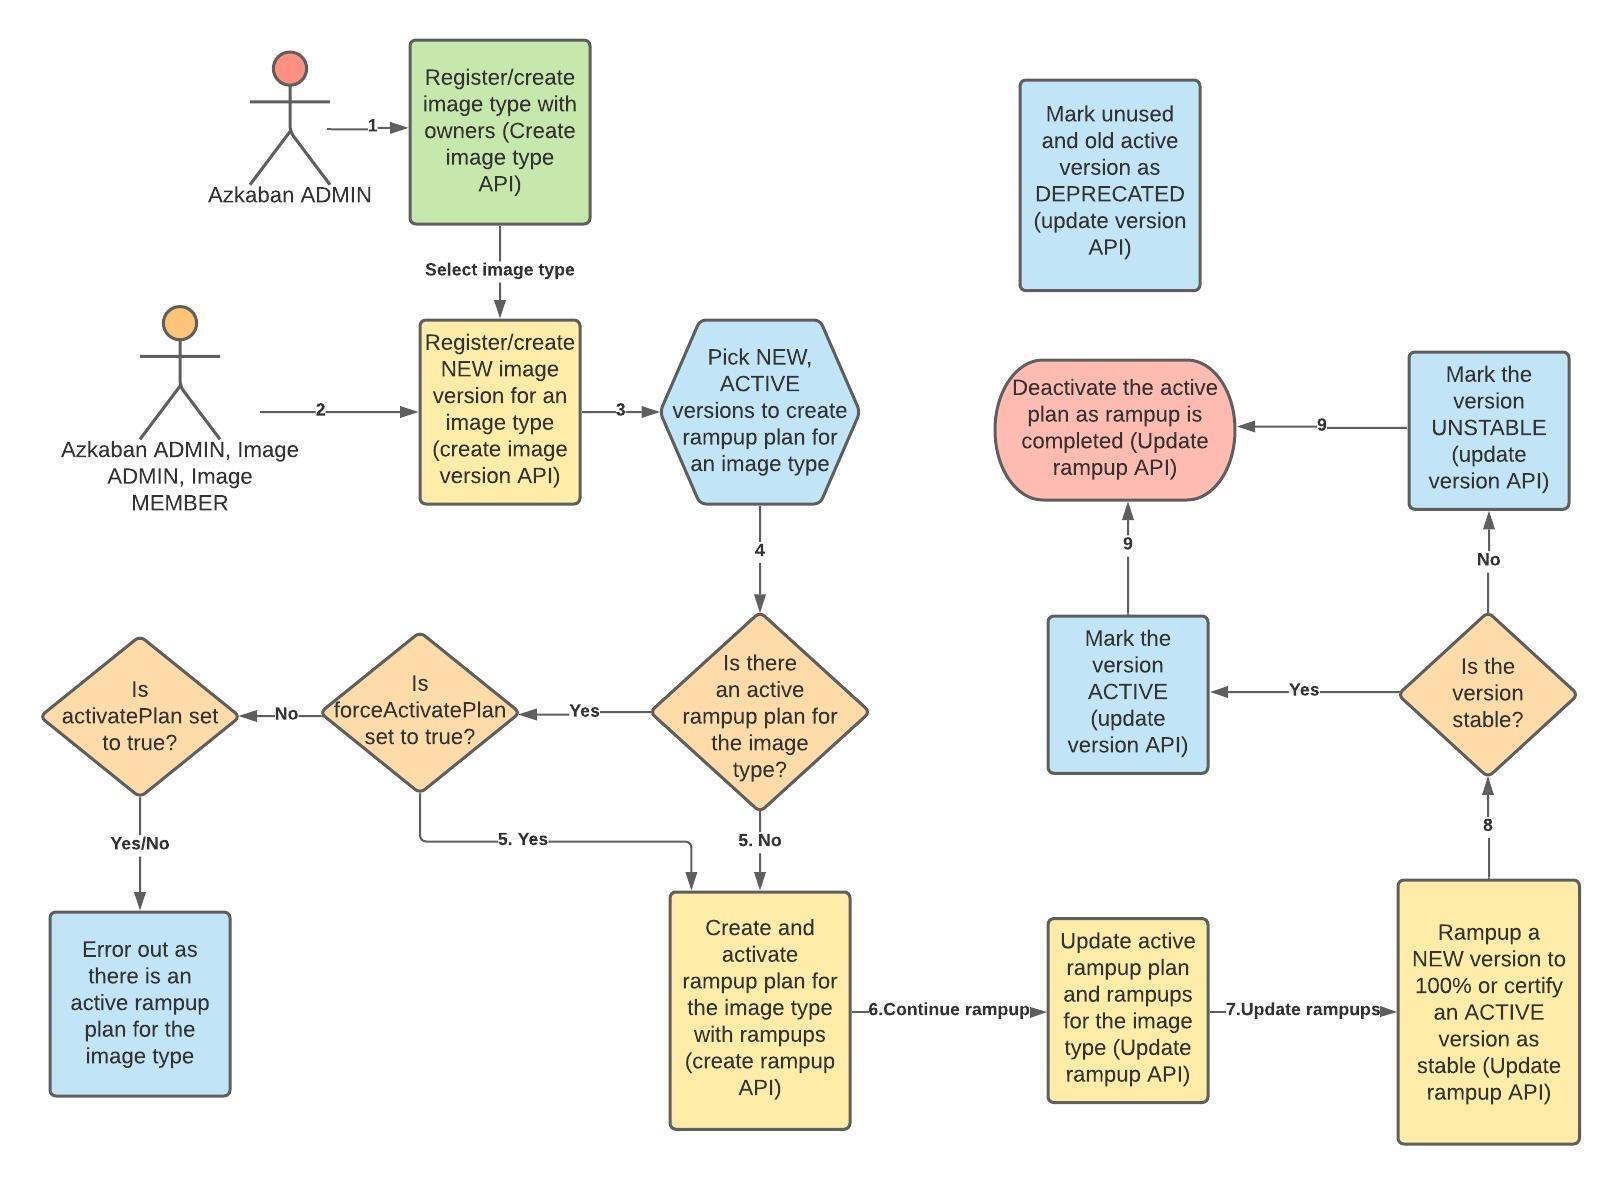 Azkaban ADMIN
1
Register/create
image type with
owners (Create
image type
API)
Select image type
Azkaban ADMIN, Image
ADMIN, Image
MEMBER
2
Register/create
NEW image
version for an
image type
(create image
version API)
3
Pick NEW,
ACTIVE
versions to create
rampup plan for
an image type
4
Is there
an active
rampup plan for
the image
type?
Yes
Is
forceActivatePlan
set to true?
No
Is
activatePlan set
to true?
Yes/No
Error out as
there is an
active rampup
plan for the
image type
5. Yes
5. No
Create and
activate
rampup plan for
the image type
with rampups
(create rampup
API)
6.Continue rampup
Update active
rampup plan
and rampups
for the image
type (Update
rampup API)
7.Update rampups
Rampup a
NEW version to
100% or certify
an ACTIVE
version as
stable (Update
rampup API)
8
Is the
version
stable?
Yes
Mark the
version
ACTIVE
(update
version API)
9
No
Mark the
version
UNSTABLE
(update
version API)
9
Deactivate the active
plan as rampup is
completed (Update
rampup API)
Mark unused
and old active
version as
DEPRECATED
(update version
API)